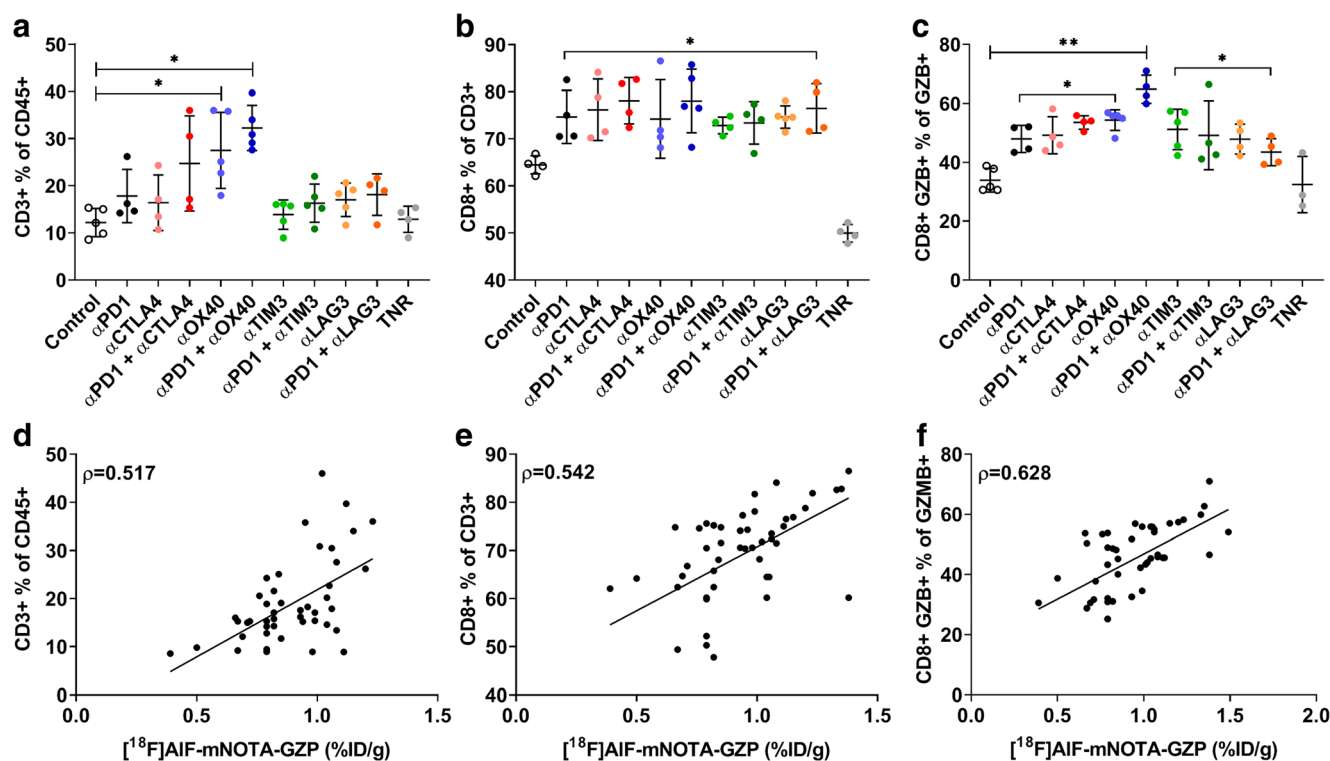 a
CD3+ % of CD45+
50
40
30
20
10
0
*
*
Control
αPD1
αCTLA4
αPD1 + αCTLA4
αOX40
αPD1 + αOX40
αTIM3
αPD1 + αTIM3
αLAG3
αPD1 + αLAG3
TNR
b
CD8+ % of CD3+
90
80
70
60
50
40
*
Control
αPD1
αCTLA4
αPD1 + αCTLA4
αOX40
αPD1 + αOX40
αTIM3
αPD1 + αTIM3
αLAG3
αPD1 + αLAG3
TNR
c
CD8+ GZB+ % of GZB+
80
60
40
20
0
**
*
*
Control
αPD1
αCTLA4
αPD1 + αCTLA4
αOX40
αPD1 + αOX40
αTIM3
αPD1 + αTIM3
αLAG3
αPD1 + αLAG3
TNR
d
ρ=0.517
CD3+ % of CD45+
50
40
30
20
10
0
0.0 0.5 1.0 1.5
[18F]AlF-mNOTA-GZP (%ID/g)
e
ρ=0.542
CD8+ % of CD3+
90
80
70
60
50
40
0.0 0.5 1.0 1.5
[18F]AlF-mNOTA-GZP (%ID/g)
f
ρ=0.628
CD8+ GZB+ % of GZMB+
80
60
40
20
0
0.0 0.5 1.0 1.5 2.0
[18F]AlF-mNOTA-GZP (%ID/g)